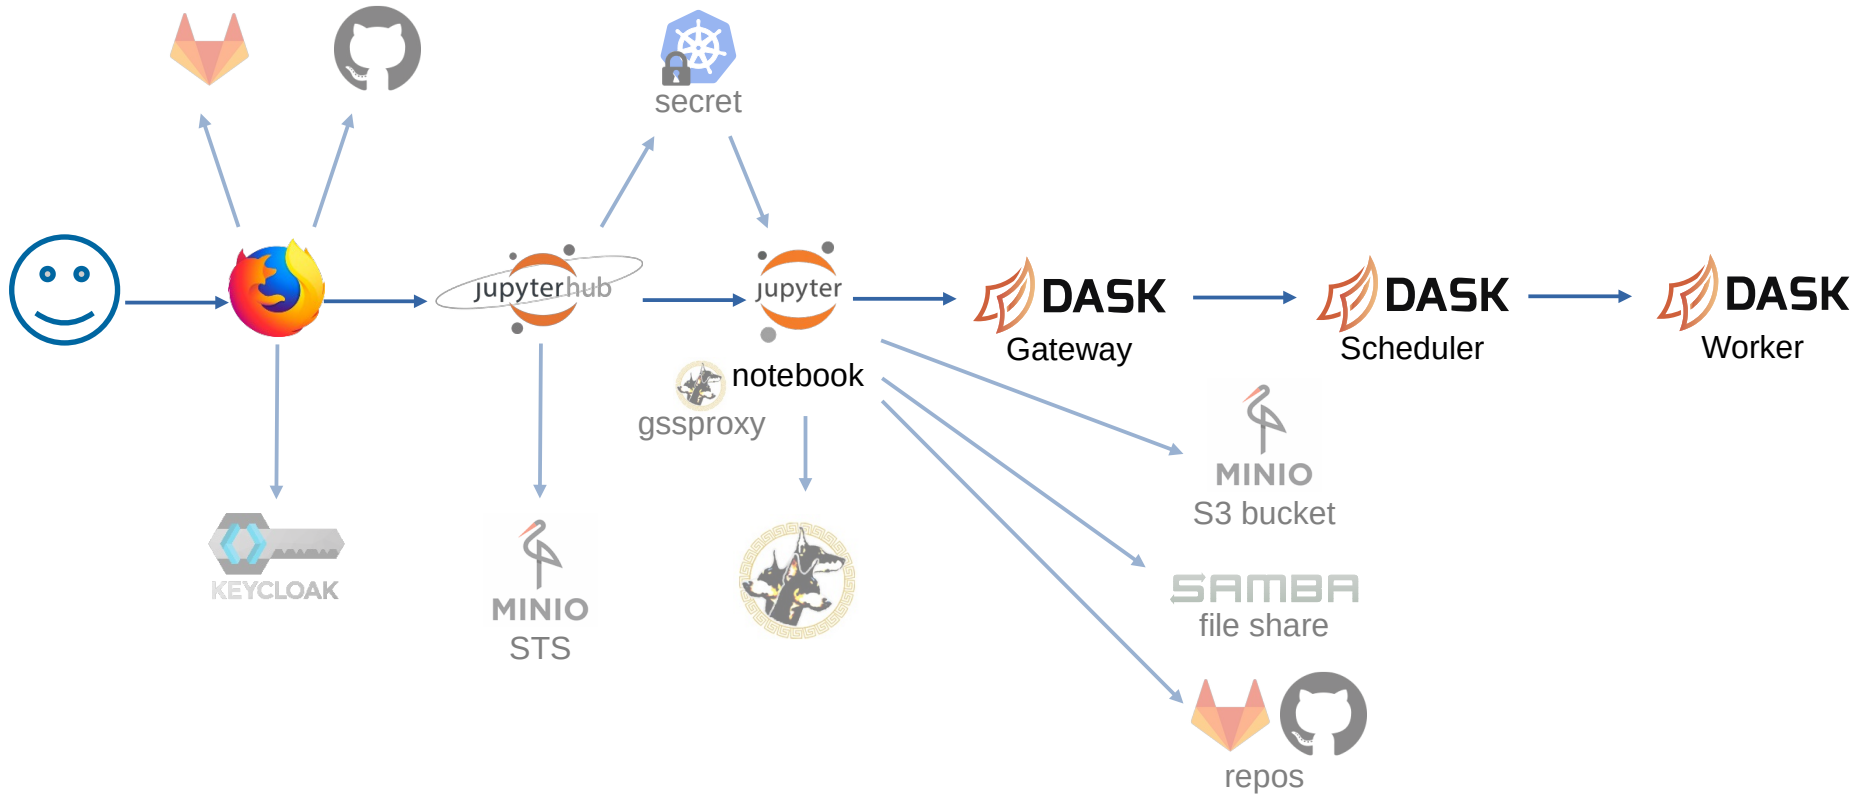 secret
jupyterhub
jupyter
DASK
Gateway
DASK
Scheduler
DASK
Worker
notebook
gssproxy
MINIO
S3 bucket
KEYCLOAK
MINIO
STS
SAMBA
file share
repos